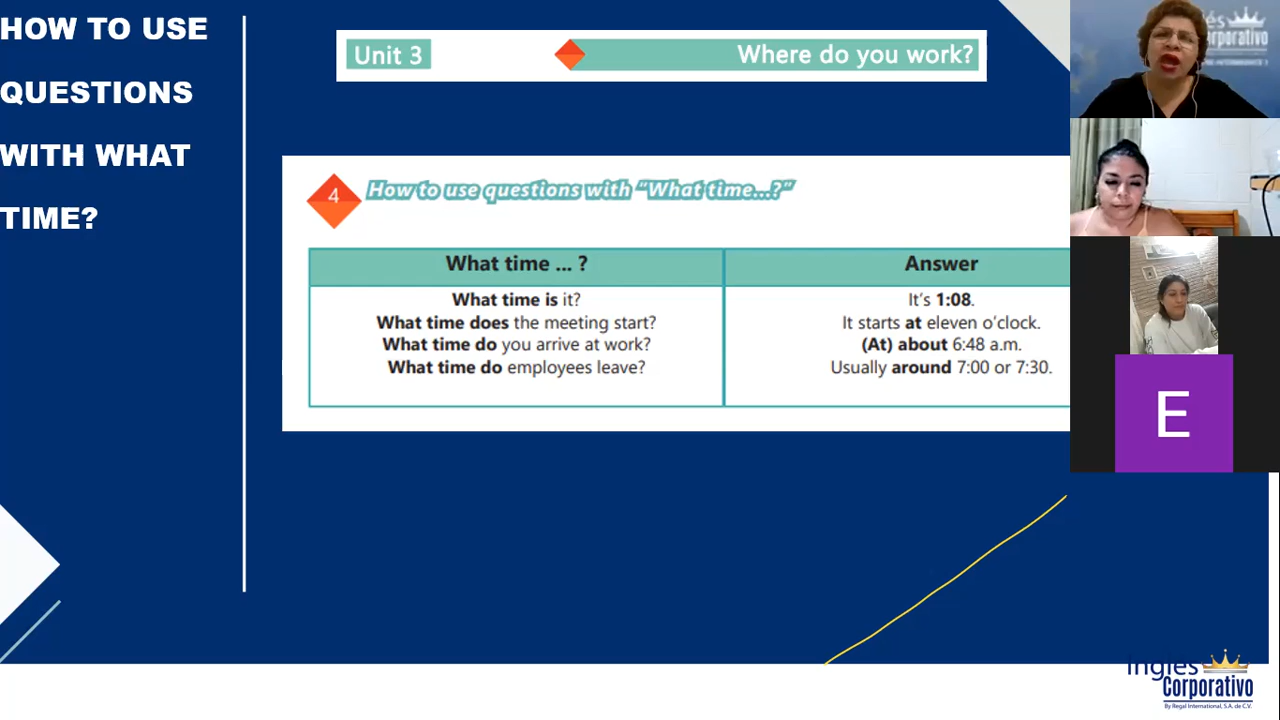 HOW TO USE
QUESTIONS
WITH WHAT
TIME?
Unit 3
Where do you work?
4
How to use questions with “What time...?”
What time ... ?
Answer
What time is it?
It’s 1:08.
What time does the meeting start?
It starts at eleven o’clock.
What time do you arrive at work?
(At) about 6:48 a.m.
What time do employees leave?
Usually around 7:00 or 7:30.
E
Inglés
Corporativo
By Regal International, S.A. de C.V.